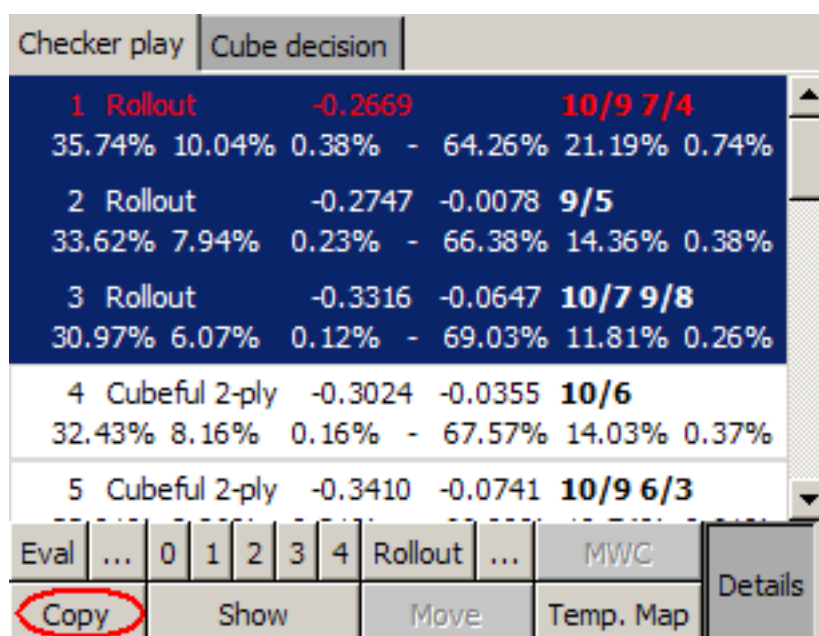 Checker play Cube decision
1 Rollout -0.2669 10/9 7/4
35.74% 10.04% 0.38% - 64.26% 21.19% 0.74%
2 Rollout -0.2747 -0.0078 9/5
33.62% 7.94% 0.23% - 66.38% 14.36% 0.38%
3 Rollout -0.3316 -0.0647 10/7 9/8
30.97% 6.07% 0.12% - 69.03% 11.81% 0.26%
4 Cubeful 2-ply -0.3024 -0.0355 10/6
32.43% 8.16% 0.16% - 67.57% 14.03% 0.37%
5 Cubeful 2-ply -0.3410 -0.0741 10/9 6/3
Eval ... 0 1 2 3 4 Rollout ... MWC
Details
Copy Show Move Temp. Map